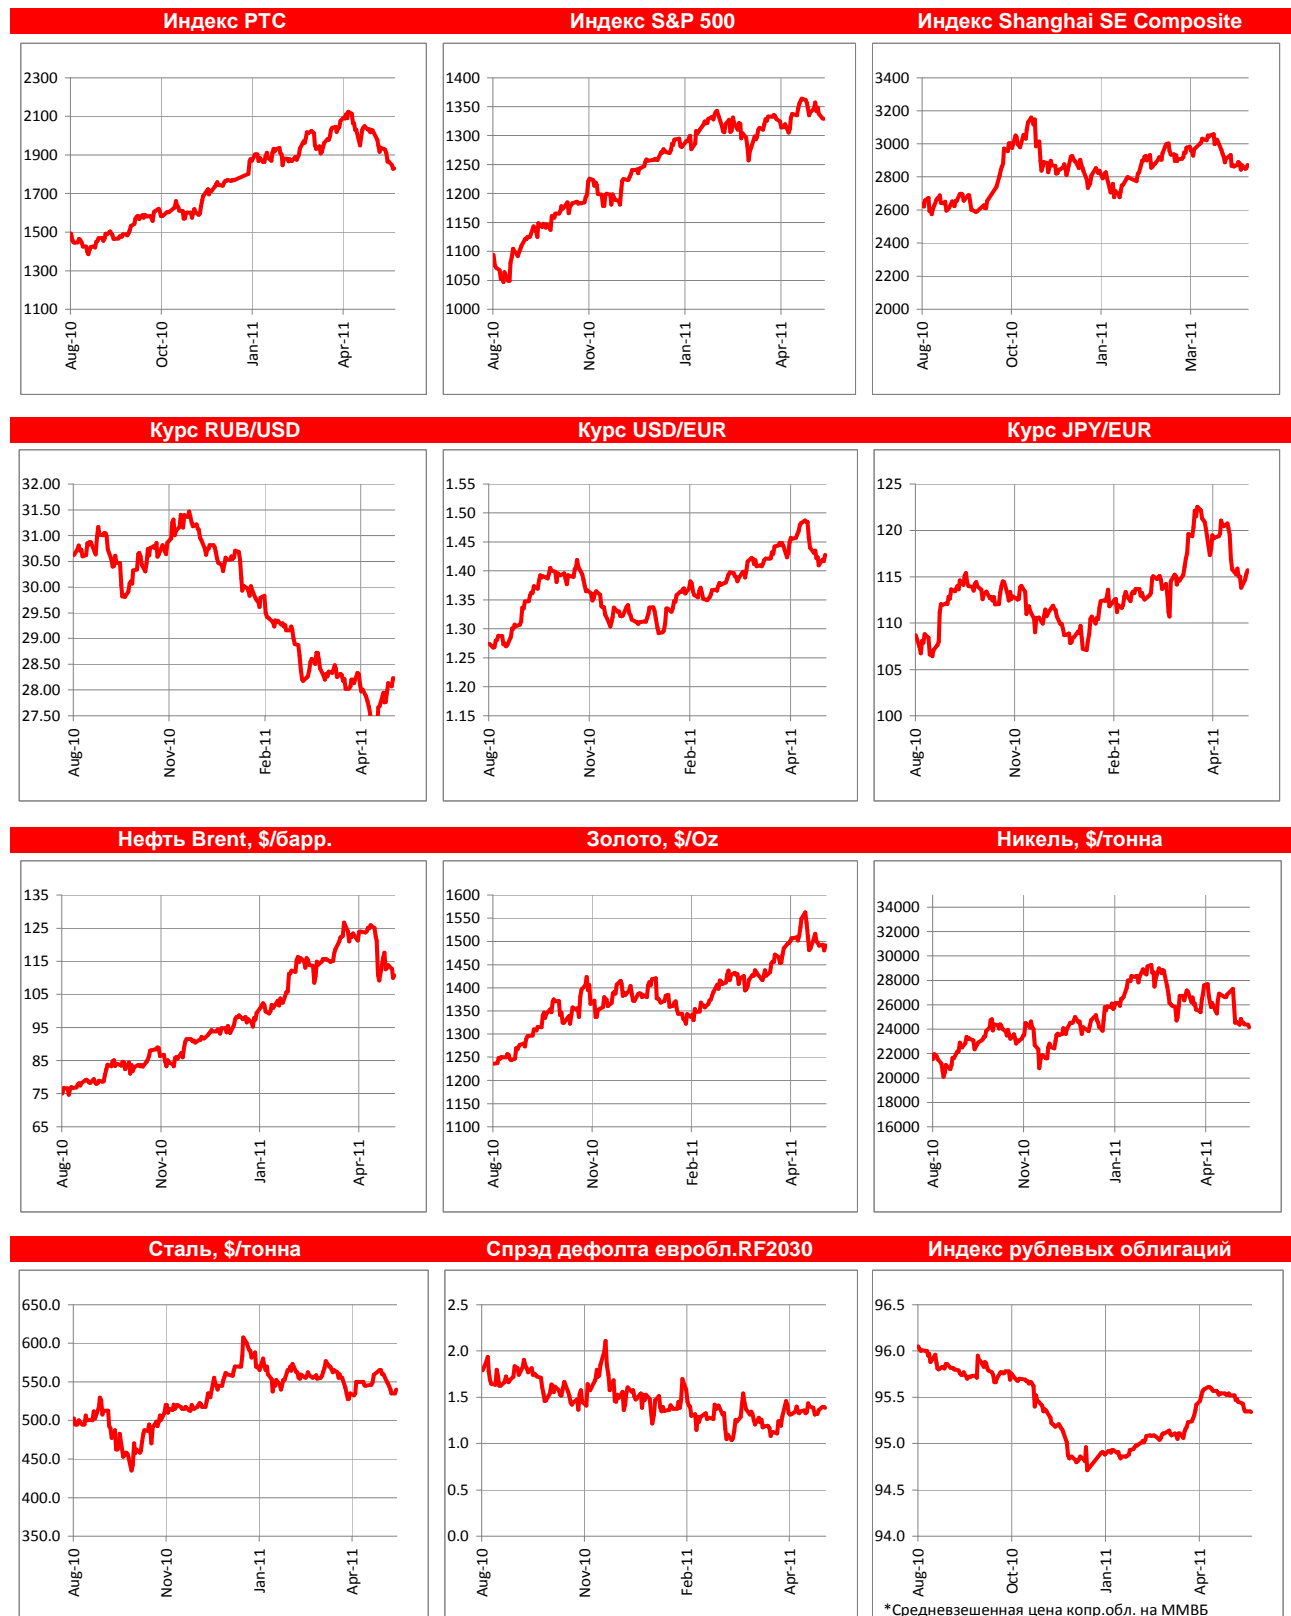 Индекс РТС
Индекс S&P 500
Индекс Shanghai SE Composite
2300
2100
1900
1700
1500
1300
1100
Aug-10
Oct-10
Jan-11
Apr-11
1400
1350
1300
1250
1200
1150
1100
1050
1000
Aug-10
Nov-10
Jan-11
Apr-11
3400
3200
3000
2800
2600
2400
2200
2000
Aug-10
Oct-10
Jan-11
Mar-11
Курс RUB/USD
Курс USD/EUR
Курс JPY/EUR
32.00
31.50
31.00
30.50
30.00
29.50
29.00
28.50
28.00
27.50
Aug-10
Nov-10
Feb-11
Apr-11
1.55
1.50
1.45
1.40
1.35
1.30
1.25
1.20
1.15
Aug-10
Nov-10
Feb-11
Apr-11
125
120
115
110
105
100
Aug-10
Nov-10
Feb-11
Apr-11
Нефть Brent, $/барр.
Золото, $/Oz
Никель, $/тонна
135
125
115
105
95
85
75
65
Aug-10
Nov-10
Jan-11
Apr-11
1600
1550
1500
1450
1400
1350
1300
1250
1200
1150
1100
Aug-10
Nov-10
Feb-11
Apr-11
34000
32000
30000
28000
26000
24000
22000
20000
18000
16000
Aug-10
Nov-10
Jan-11
Apr-11
Сталь, $/тонна
Спрэд дефолта евробл.RF2030
Индекс рублевых облигаций
650.0
600.0
550.0
500.0
450.0
400.0
350.0
Aug-10
Nov-10
Jan-11
Apr-11
2.5
2.0
1.5
1.0
0.5
0.0
Aug-10
Nov-10
Feb-11
Apr-11
96.5
96.0
95.5
95.0
94.5
94.0
Aug-10
Oct-10
Jan-11
Apr-11
*Средневзешенная цена копр.обл. на ММВБ